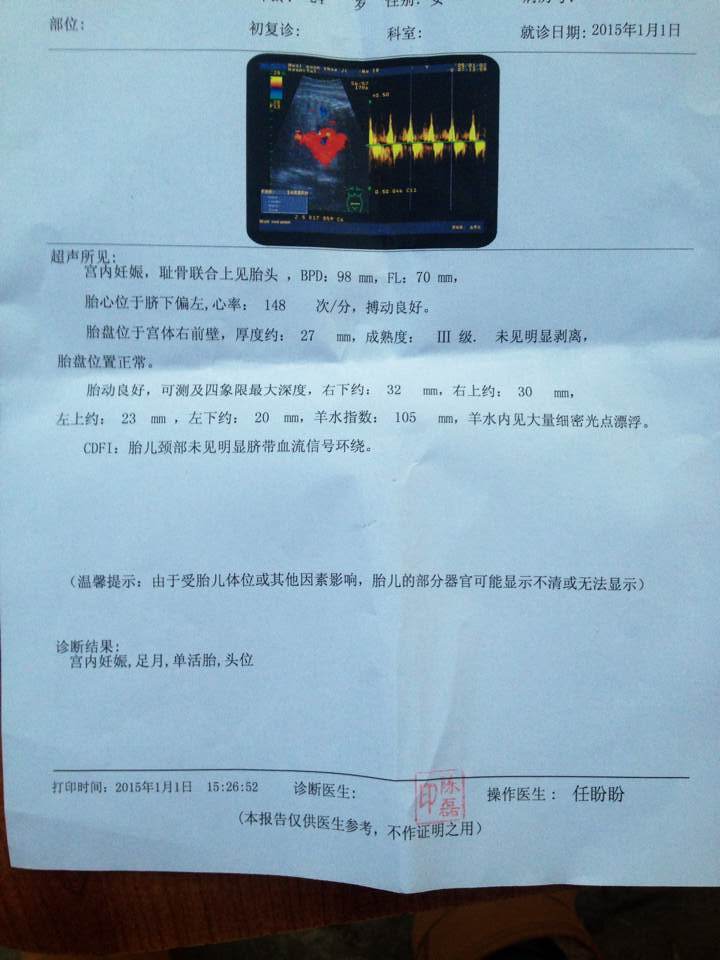 岁 性别: 女
部位: 初复诊: 科室: 就诊日期: 2015年1月1日
超声所见:
宫内妊娠，耻骨联合上见胎头 ，BPD: 98 mm，FL: 70 mm，
胎心位于脐下偏左,心率： 148 次/分，搏动良好。
胎盘位于宫体右前壁，厚度约： 27 mm，成熟度： Ⅲ 级． 未见明显剥离，
胎盘位置正常。
胎动良好，可测及四象限最大深度，右下约： 32 mm，右上约： 30 mm，
左上约： 23 mm ，左下约： 20 mm，羊水指数： 105 mm，羊水内见大量细密光点漂浮。
CDFI: 胎儿颈部未见明显脐带血流信号环绕。
（温馨提示：由于受胎儿体位或其他因素影响，胎儿的部分器官可能显示不清或无法显示）
诊断结果:
宫内妊娠,足月,单活胎,头位
打印时间: 2015年1月1日 15:26:52 诊断医生: 陈磊印 操作医生： 任盼盼
（本报告仅供医生参考，不作证明之用）